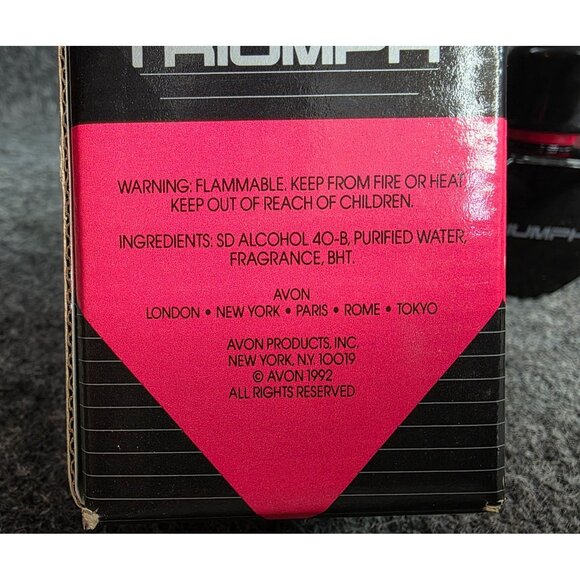 TRIUMPH
WARNING: FLAMMABLE. KEEP FROM FIRE OR HEAT.
KEEP OUT OF REACH OF CHILDREN.
INGREDIENTS: SD ALCOHOL 40-B, PURIFIED WATER,
FRAGRANCE, BHT.
AVON
LONDON • NEW YORK • PARIS • ROME • TOKYO
AVON PRODUCTS, INC.
NEW YORK, N.Y. 10019
© AVON 1992
ALL RIGHTS RESERVED
RIUMPH